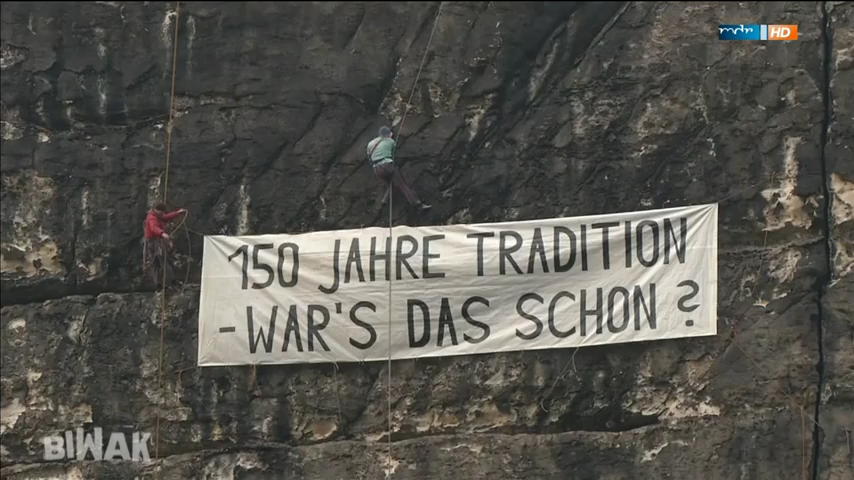 mdr HD
150 JAHRE TRADITION
- WAR'S DAS SCHON ?
BIWAK